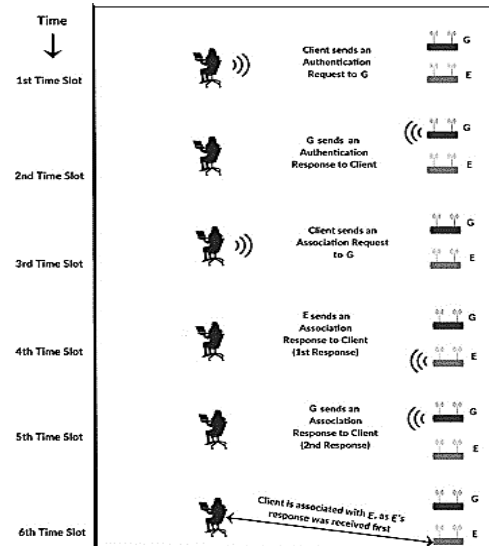 Time
1st Time Slot
Client sends an
Authentication
Request to G
G
E
2nd Time Slot
G sends an
Authentication
Response to Client
G
E
3rd Time Slot
Client sends an
Association Request
to G
G
E
4th Time Slot
E sends an
Association
Response to Client
(1st Response)
G
E
5th Time Slot
G sends an
Association
Response to Client
(2nd Response)
G
E
6th Time Slot
Client is associated with E, as E's
response was received first
G
E